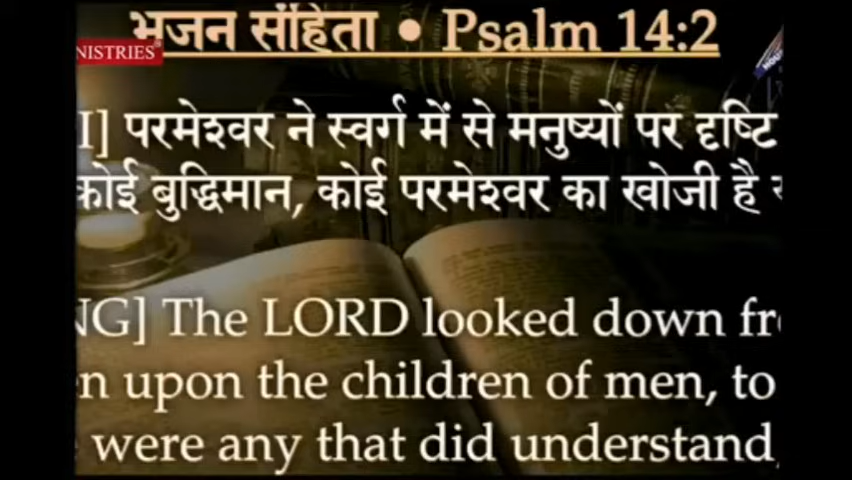 भजन संहिता • Psalm 14:2
NISTRIES®
I] परमेश्वर ने स्वर्ग में से मनुष्यों पर दृष्टि
कोई बुद्धिमान, कोई परमेश्वर का खोजी है
NG] The LORD looked down fr
n upon the children of men, to
were any that did understand,